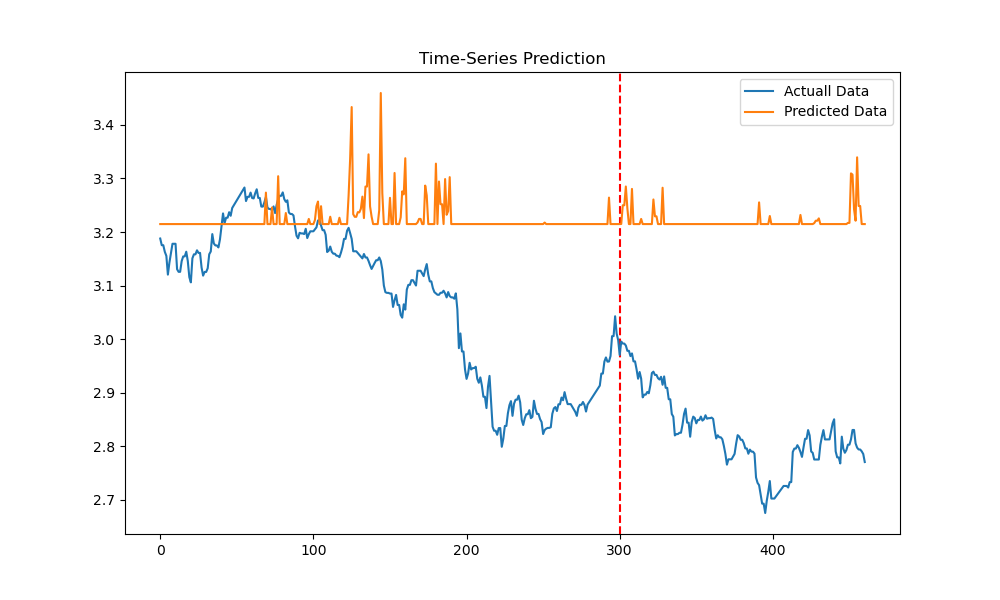 Time-Series Prediction
Actuall Data
Predicted Data
3.4
3.3
3.2
3.1
3.0
2.9
2.8
2.7
0 100 200 300 400